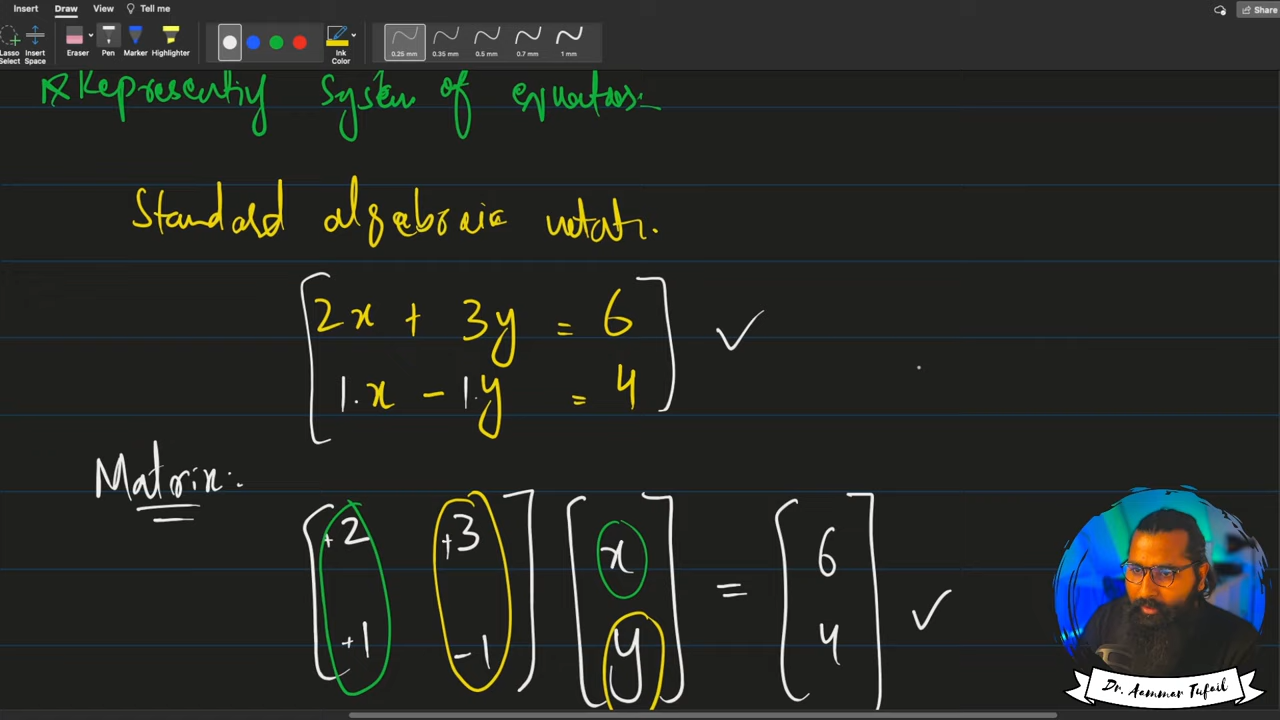 Insert Draw View Tell me Share
Lasso Select Insert Space Eraser Pen Marker Highlighter Ink Color 0.25 mm 0.35 mm 0.5 mm 0.7 mm 1 mm
System of equations:-
Standard algebraic
2x + 3y = 6 ✓
1.x - 1.y = 4
Matrix:-
[+2 +3] [x] = [6] ✓
[+1 -1] [y] [4]
Dr. Aammar Tufail